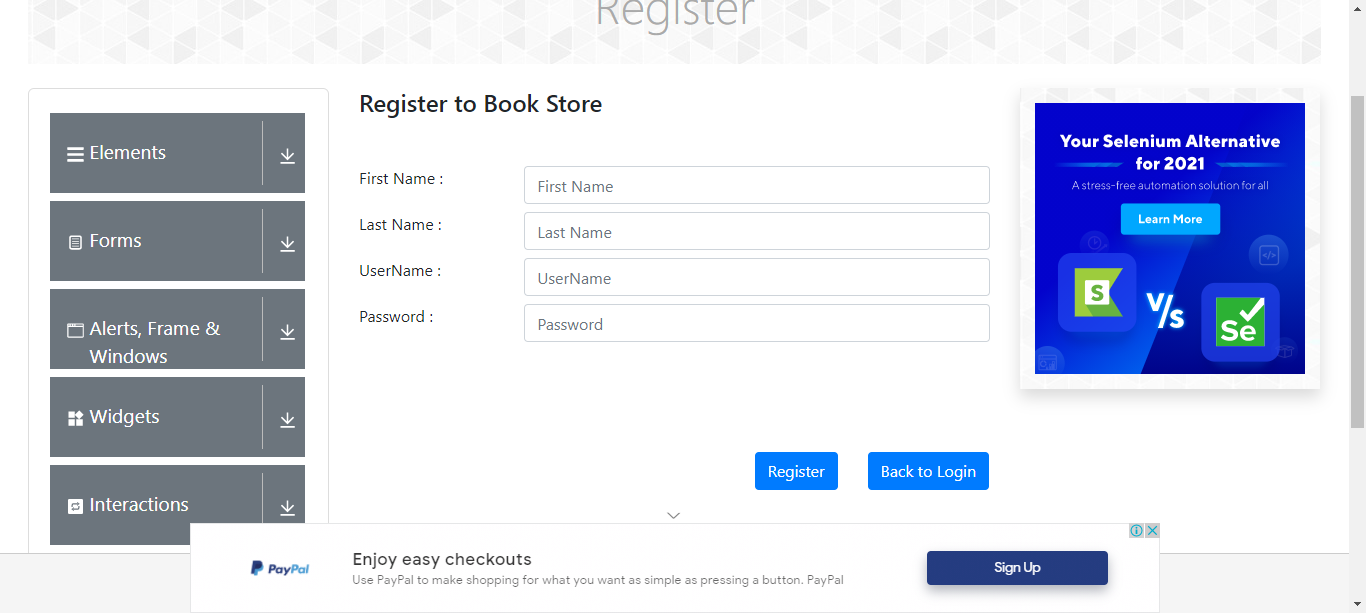 Register
Elements
Forms
Alerts, Frame &
Windows
Widgets
Interactions
Register to Book Store
First Name :
First Name
Last Name :
Last Name
UserName :
UserName
Password :
Password
Register
Back to Login
Your Selenium Alternative
for 2021
A stress-free automation solution for all
Learn More
S
V/s
Se
PayPal
Enjoy easy checkouts
Use PayPal to make shopping for what you want as simple as pressing a button. PayPal
Sign Up